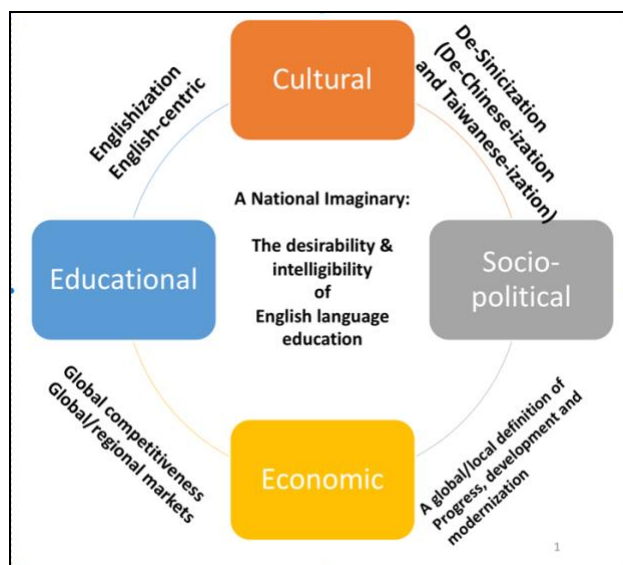 Cultural
Englishization
English-centric
De-Sinicization
(De-Chinese-ization
and Taiwanese-ization)
A National Imaginary:
The desirability &
intelligibility
of
English language
education
Educational
Socio-
political
Global competitiveness
Global/regional markets
Economic
A global/local definition of
Progress, development and
modernization
1